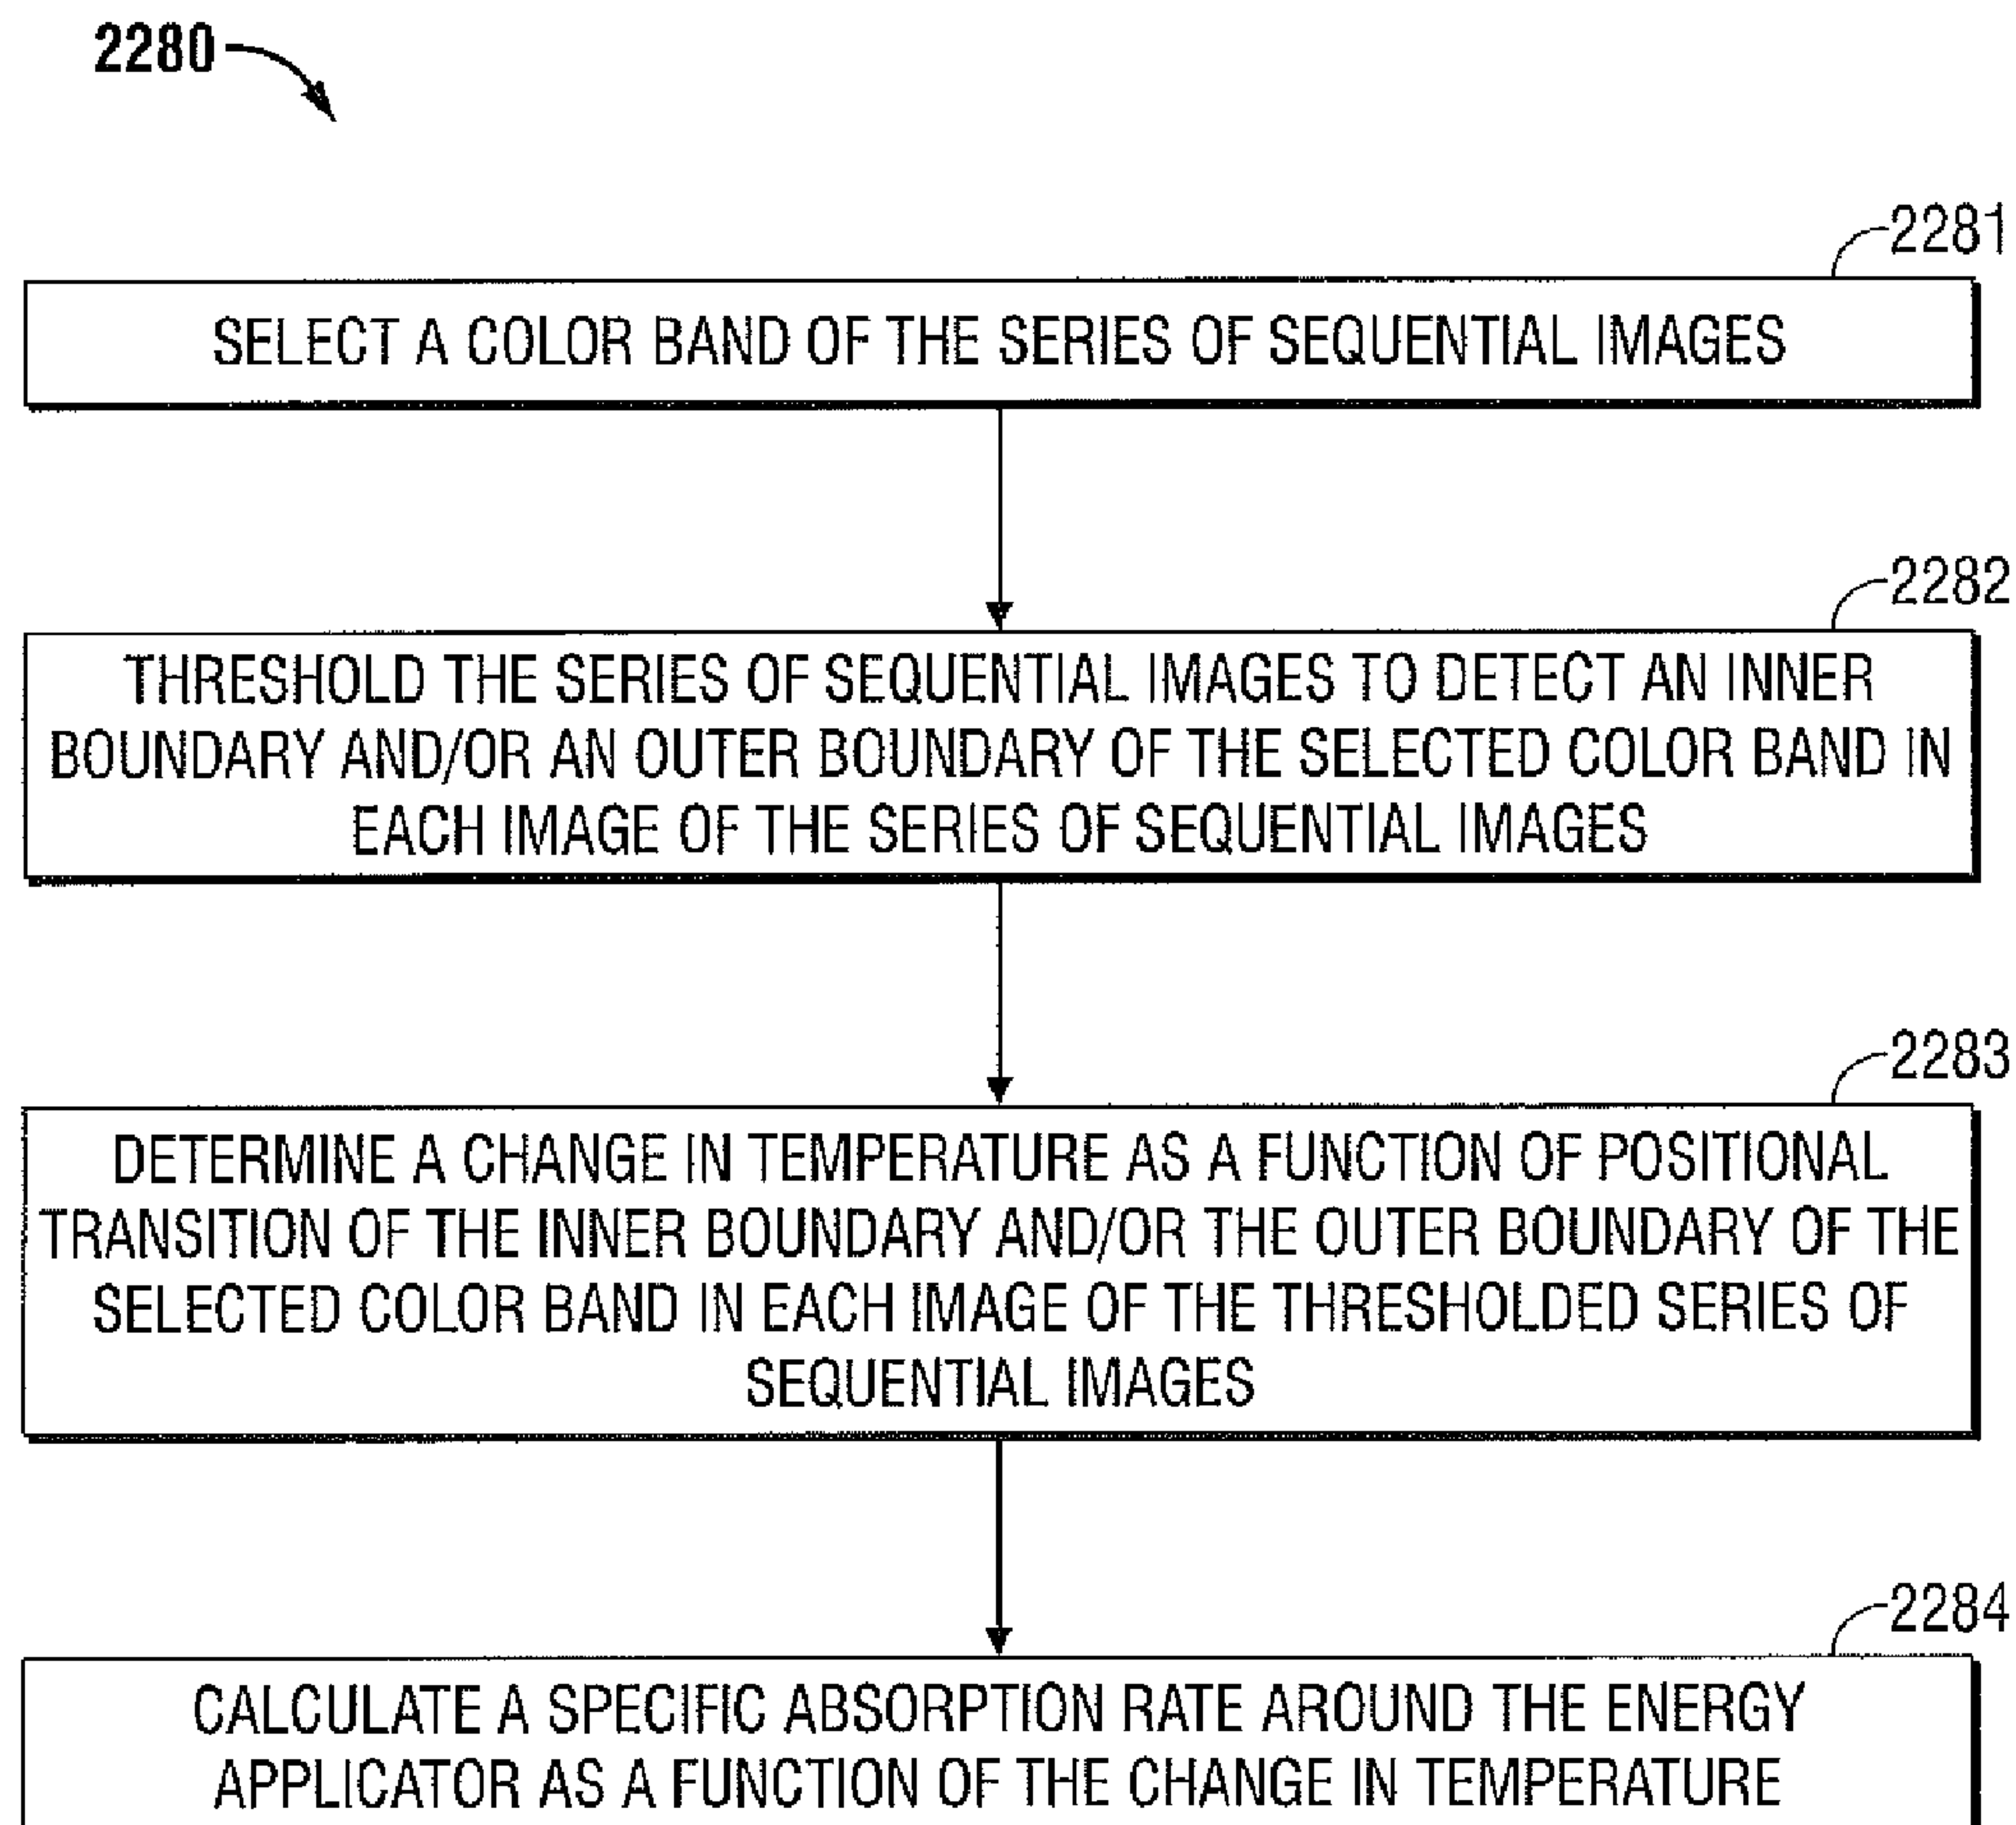 2280
2281
SELECT A COLOR BAND OF THE SERIES OF SEQUENTIAL IMAGES
2282
THRESHOLD THE SERIES OF SEQUENTIAL IMAGES TO DETECT AN INNER
BOUNDARY AND/OR AN OUTER BOUNDARY OF THE SELECTED COLOR BAND IN
EACH IMAGE OF THE SERIES OF SEQUENTIAL IMAGES
2283
DETERMINE A CHANGE IN TEMPERATURE AS A FUNCTION OF POSITIONAL
TRANSITION OF THE INNER BOUNDARY AND/OR THE OUTER BOUNDARY OF THE
SELECTED COLOR BAND IN EACH IMAGE OF THE THRESHOLDED SERIES OF
SEQUENTIAL IMAGES
2284
CALCULATE A SPECIFIC ABSORPTION RATE AROUND THE ENERGY
APPLICATOR AS A FUNCTION OF THE CHANGE IN TEMPERATURE